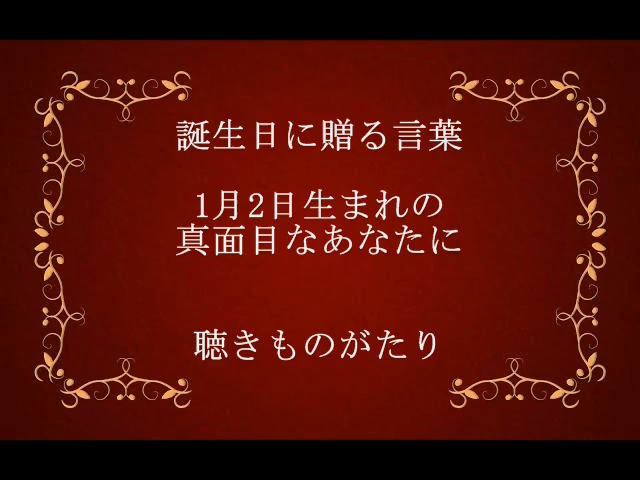 誕生日に贈る言葉
1月2日生まれの
真面目なあなたに
聴きものがたり